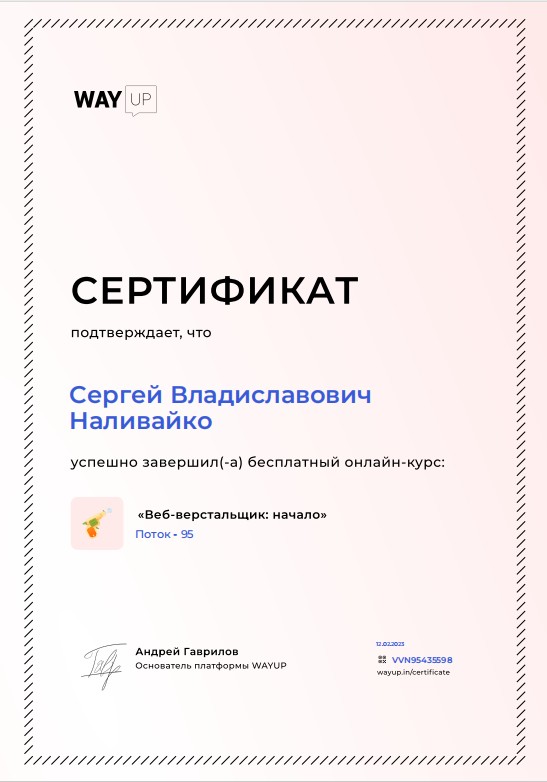 WAY UP
СЕРТИФИКАТ
подтверждает, что
Сергей Владиславович
Наливайко
успешно завершил(-а) бесплатный онлайн-курс:
«Веб-верстальщик: начало»
Поток - 95
Андрей Гаврилов
Основатель платформы WAYUP
12.02.2023
VVN95435598
wayup.in/certificate